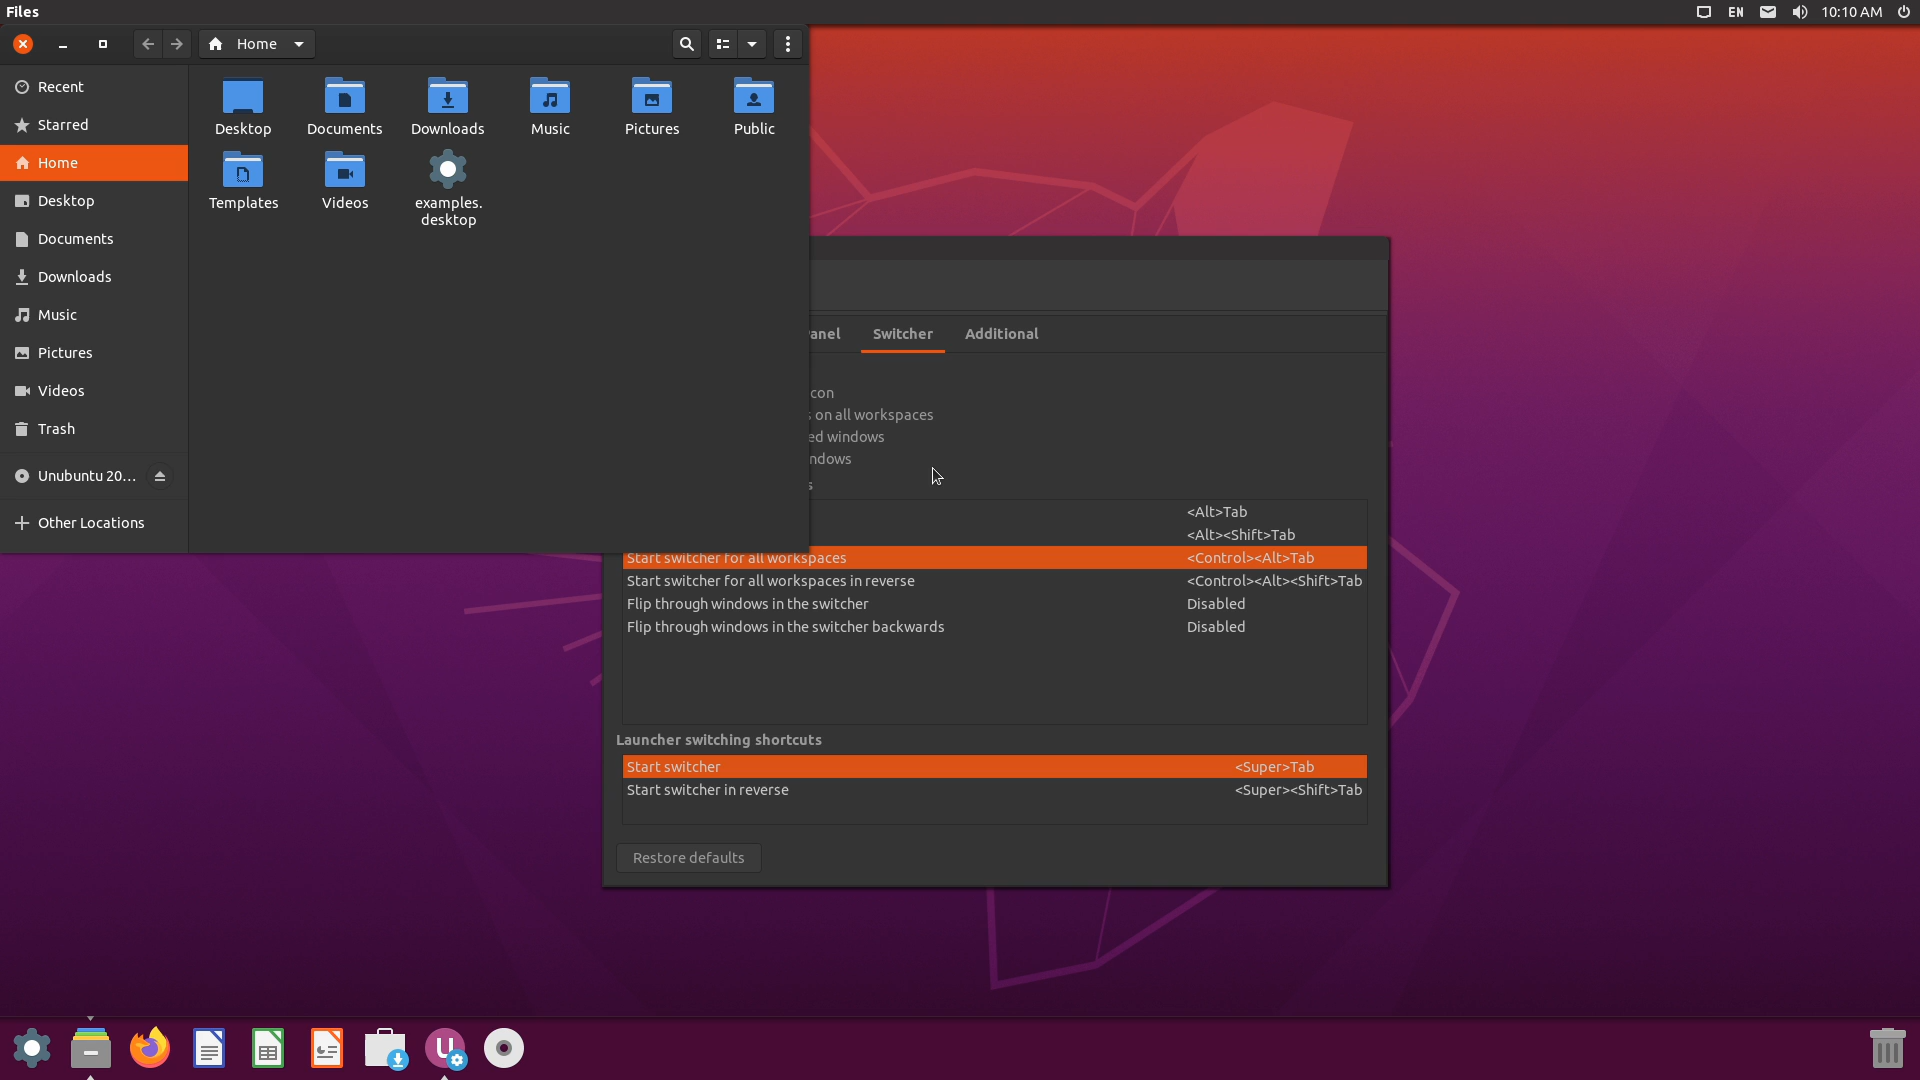 Files
EN
10:10 AM
Home
Recent
Starred
Home
Desktop
Documents
Downloads
Music
Pictures
Videos
Trash
Unubuntu 20...
Other Locations
Desktop
Documents
Downloads
Music
Pictures
Public
Templates
Videos
examples.
desktop
Switcher
Additional
on all workspaces
windows
<Alt>Tab
<Alt><Shift>Tab
Start switcher for all workspaces <Control><Alt>Tab
Start switcher for all workspaces in reverse <Control><Alt><Shift>Tab
Flip through windows in the switcher Disabled
Flip through windows in the switcher backwards Disabled
Launcher switching shortcuts
Start switcher <Super>Tab
Start switcher in reverse <Super><Shift>Tab
Restore defaults